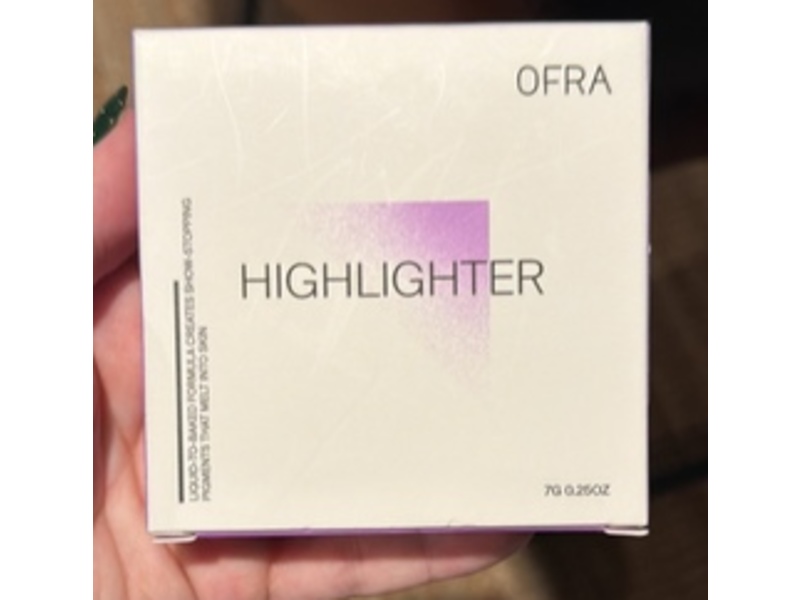 OFRA
HIGHLIGHTER
LIQUID-TO-BAKED FORMULA CREATES SHOW-STOPPING
PIGMENTS THAT MELT INTO SKIN
7G 0.25OZ